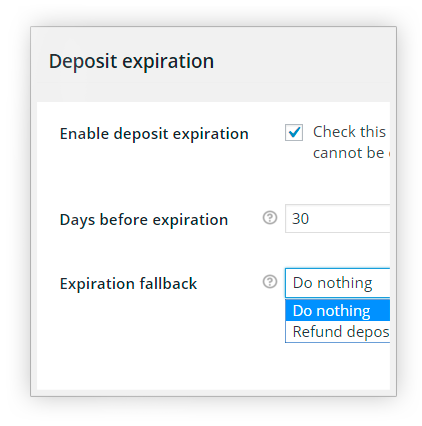 Deposit expiration
Enable deposit expiration
Check this
cannot be
Days before expiration
30
Expiration fallback
Do nothing
Do nothing
Refund depos